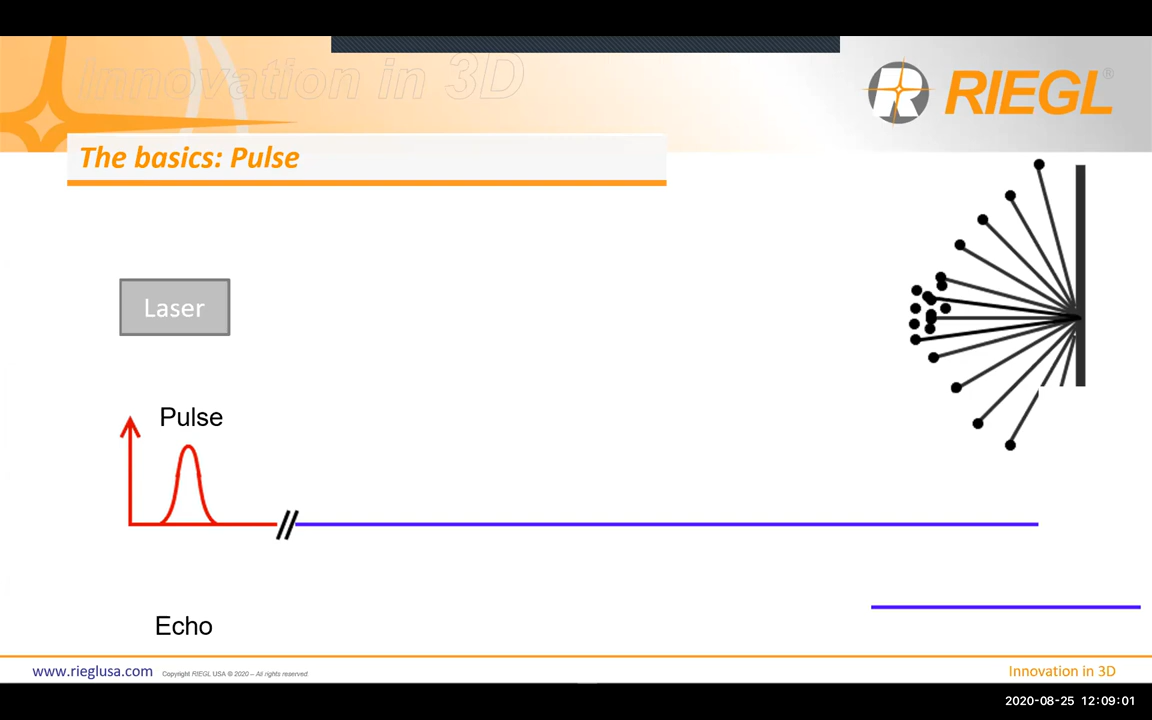 Innovation in 3D
RIEGL®
The basics: Pulse
Laser
Pulse
Echo
www.rieglusa.com
Copyright RIEGL USA © 2020 – All rights reserved.
Innovation in 3D
2020-08-25 12:09:01